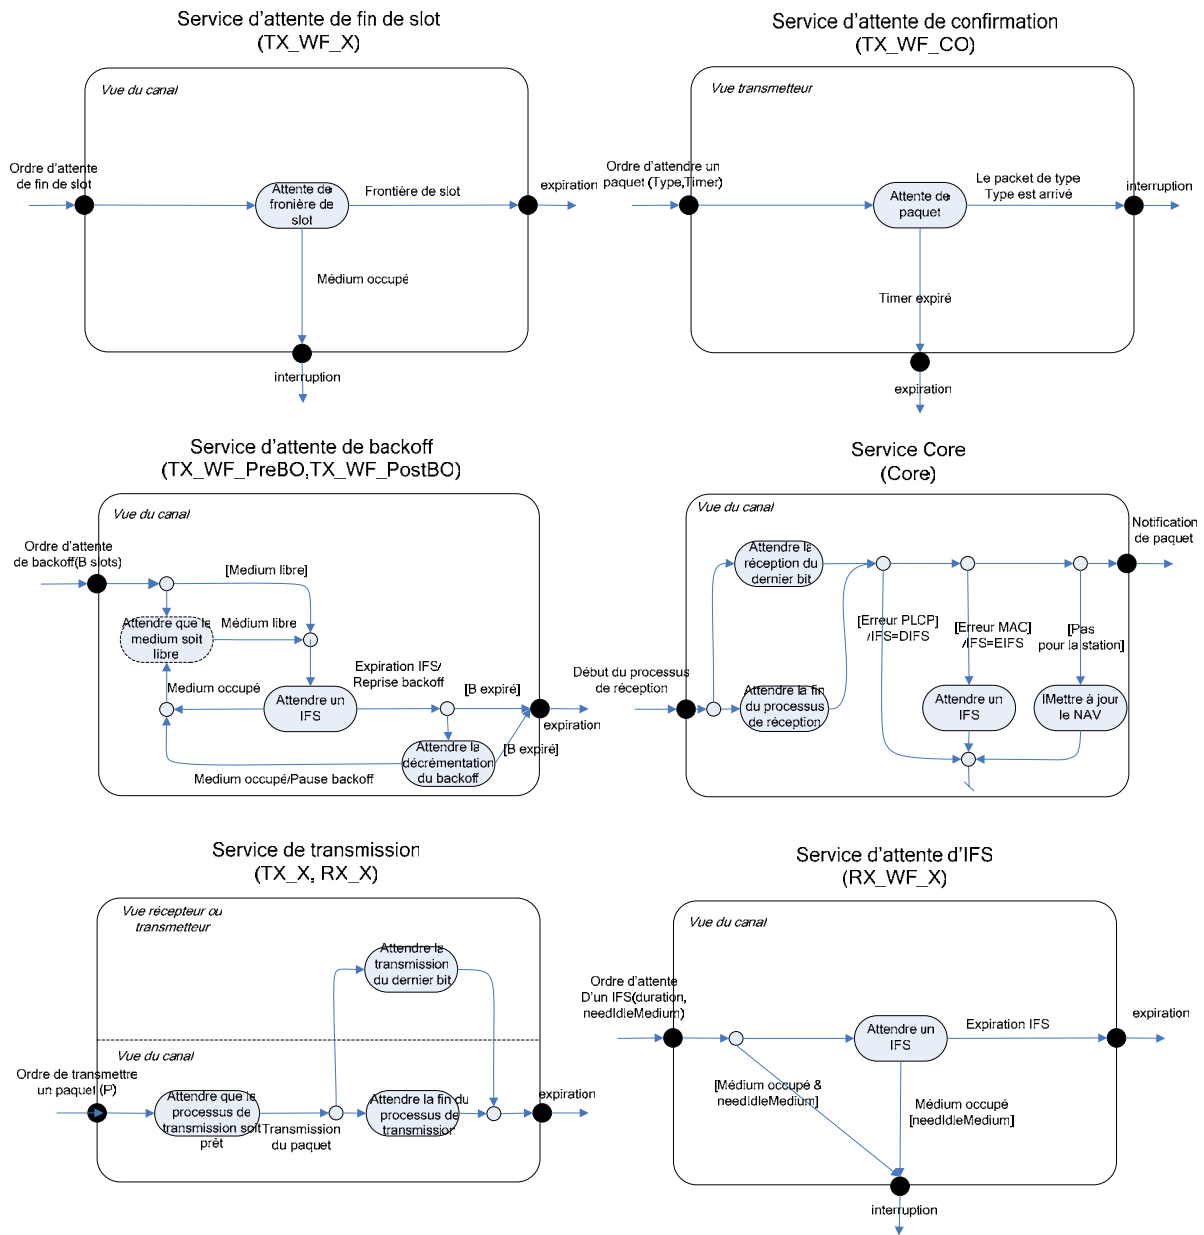 Service d'attente de fin de slot
(TX_WF_X)
Vue du canal
Ordre d'attente
de fin de slot
Attente de
fronière de
slot
Frontière de slot
expiration
Médium occupé
interruption
Service d'attente de confirmation
(TX_WF_CO)
Vue transmetteur
Ordre d'attendre un
paquet (Type,Timer)
Attente de
paquet
Le packet de type
Type est arrivé
interruption
Timer expiré
expiration
Service d'attente de backoff
(TX_WF_PreBO,TX_WF_PostBO)
Vue du canal
Ordre d'attente
de backoff(B slots)
[Medium libre]
Attendre que le
medium soit
libre
Médium libre
Expiration IFS/
Reprise backoff
Medium occupé
Attendre un
IFS
[B expiré]
expiration
[B expiré]
Attendre la
décrémentation
du backoff
Medium occupé/Pause backoff
Service Core
(Core)
Vue du canal
Notification
de paquet
Attendre la
réception du
dernier bit
[Erreur PLCP]
/IFS=DIFS
[Erreur MAC]
/IFS=EIFS
[Pas
pour la station]
Début du processus
de réception
Attendre la fin
du processus
de réception
Attendre un
IFS
lMettre à jour
le NAV
Service de transmission
(TX_X, RX_X)
Vue récepteur ou
transmetteur
Attendre la
transmission
du dernier bit
Vue du canal
Ordre de transmettre
un paquet (P)
Attendre que le
processus de
transmission soit
prêt
Transmission
du paquet
Attendre la fin du
processus de
transmission
expiration
Service d'attente d'IFS
(RX_WF_X)
Vue du canal
Ordre d'attente
D'un IFS(duration,
needIdleMedium)
Attendre un
IFS
Expiration IFS
expiration
[Médium occupé &
needIdleMedium]
Médium occupé
[needIdleMedium]
interruption